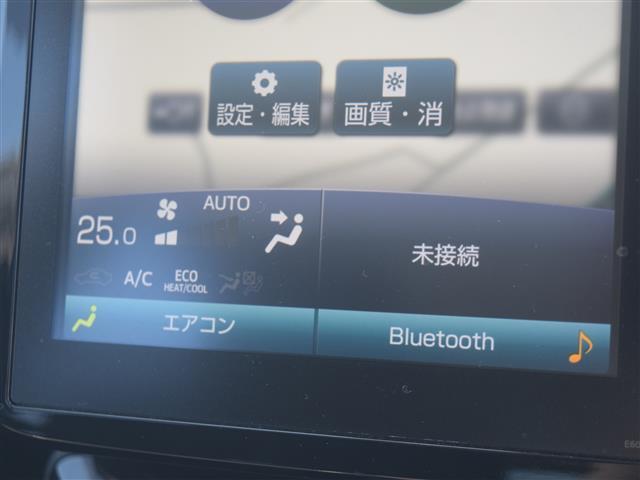 設定・編集
画質・消
AUTO
25.0
A/C
ECO
HEAT/COOL
エアコン
未接続
Bluetooth